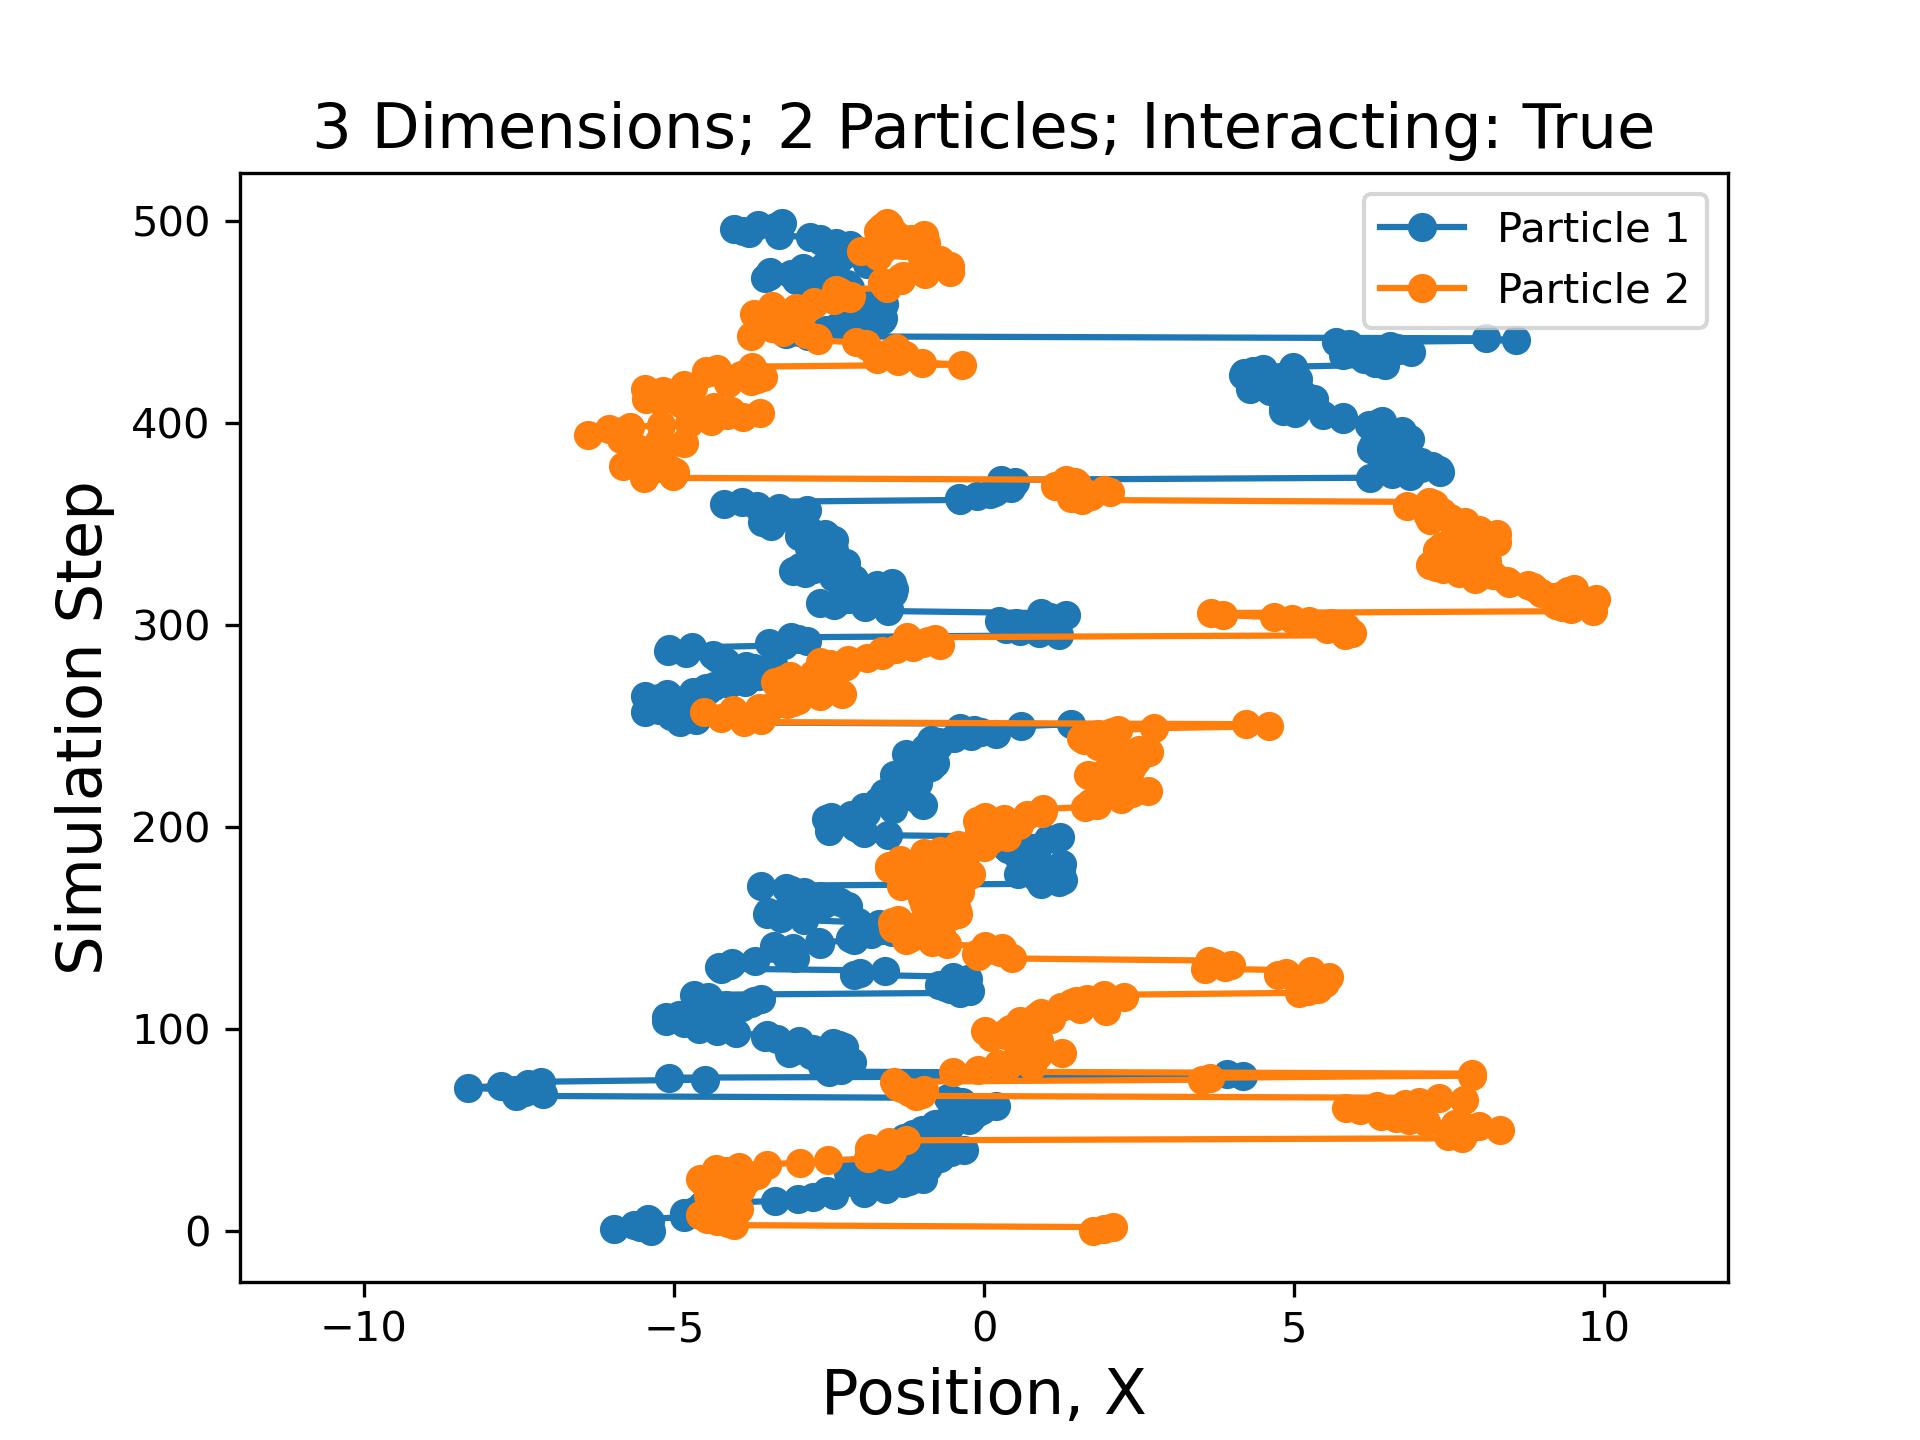 3 Dimensions; 2 Particles; Interacting: True
Particle 1
Particle 2
Simulation Step
500
400
300
200
100
0
−10
−5
0
5
10
Position, X